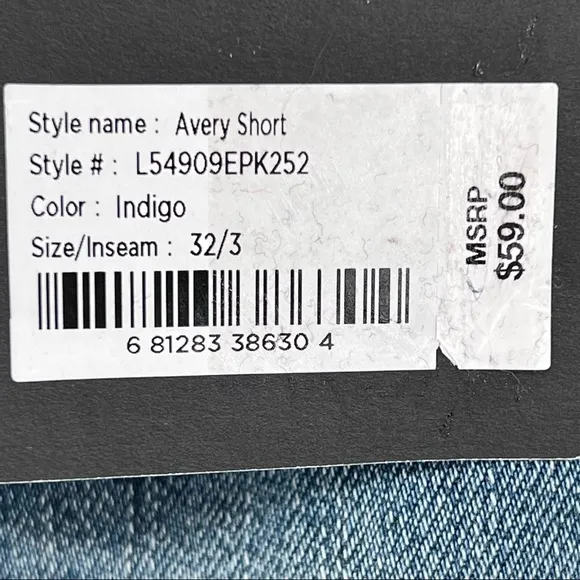 Style name : Avery Short
Style # : L54909EPK252
Color : Indigo
Size/Inseam : 32/3
6 81283 38630 4
MSRP
$59.00